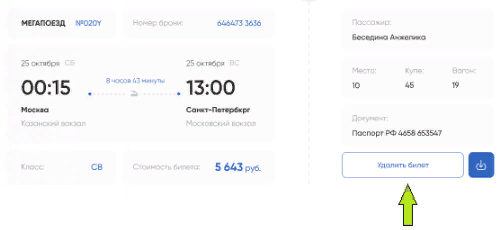 МЕГАПОЕЗД №020Y
Номер брони: 646473 3636
25 октября СБ
25 октября ВС
00:15
8 часов 43 минуты
13:00
Москва
Санкт-Петербкрг
Казанский вокзал
Московский вокзал
Класс: СВ
Стоимость билета: 5 643 руб.
Пассажир:
Беседина Анжелика
Место: Купе: Вагон:
10 45 19
Документ:
Паспорт РФ 4658 653547
Удалить билет